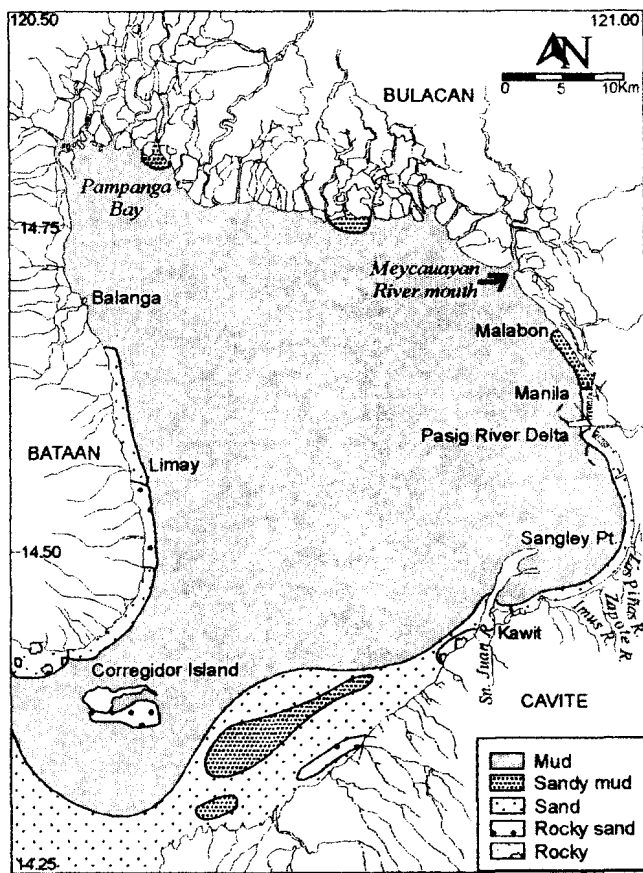 120.50
121.00
N
0 5 10Km
BULACAN
Pampanga
Bay
14.75
Meycauayan
River mouth
Balanga
Malabon
Manila
Pasig River Delta
BATAAN
Limay
Sangley Pt.
14.50
Las Piñas R.
Zapote R
Imus R
Kawit
Sn. Juan R
Corregidor Island
CAVITE
Mud
Sandy mud
Sand
Rocky sand
Rocky
14.25